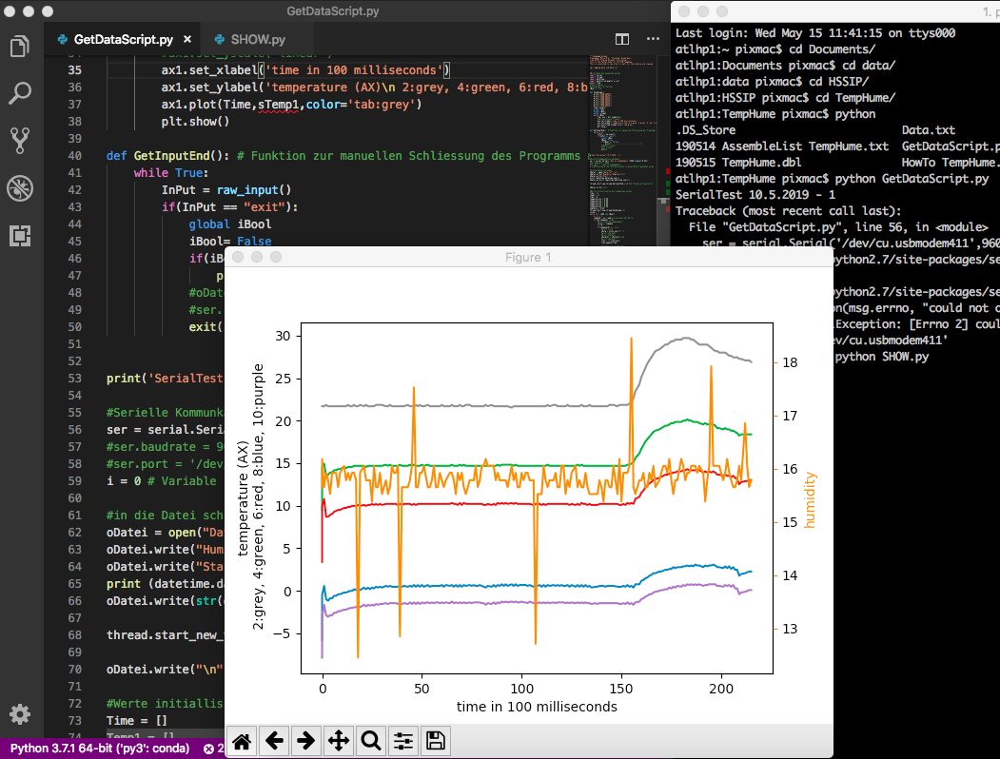 GetDataScript.py
GetDataScript.py × SHOW.py
35 ax1.set_xlabel('time in 100 milliseconds')
36 ax1.set_ylabel('temperature (AX)\n 2:grey, 4:green, 6:red, 8:b
37 ax1.plot(Time,sTemp1,color='tab:grey')
38 plt.show()
39
40 def GetInputEnd(): # Funktion zur manuellen Schliessung des Programms
41 while True:
42 InPut = raw_input()
43 if(InPut == "exit"):
44 global iBool
45 iBool= False
46 if(iBo
47 p
48 #oDate
49 #ser.
50 exit(
51
52
53 print('SerialTest
54
55 #Serielle Kommunk
56 ser = serial.Seria
57 #ser.baudrate = 9
58 #ser.port = '/dev
59 i = 0 # Variable
60
61 #in die Datei sch
62 oDatei = open("Da
63 oDatei.write("Hum
64 oDatei.write("Sta
65 print (datetime.da
66 oDatei.write(str(
67
68 thread.start_new_
69
70 oDatei.write("\n"
71
72 #Werte initiallis
73 Time = []
74 Temp1 = []
Python 3.7.1 64-bit ('py3': conda) 2
1. p
Last login: Wed May 15 11:41:15 on ttys000
atlhp1:~ pixmac$ cd Documents/
atlhp1:Documents pixmac$ cd data/
atlhp1:data pixmac$ cd HSSIP/
atlhp1:HSSIP pixmac$ cd TempHume/
atlhp1:TempHume pixmac$ python
.DS_Store Data.txt
190514 AssembleList TempHume.txt GetDataScript.p
190515 TempHume.dbl HowTo TempHume.
atlhp1:TempHume pixmac$ python GetDataScript.py
SerialTest 10.5.2019 - 1
Traceback (most recent call last):
File "GetDataScript.py", line 56, in <module>
ser = serial.Serial('/dev/cu.usbmodem411',960
python2.7/site-packages/se
python2.7/site-packages/se
on(msg.errno, "could not o
lException: [Errno 2] coul
ev/cu.usbmodem411'
python SHOW.py
Figure 1
temperature (AX)
2:grey, 4:green, 6:red, 8:blue, 10:purple
30
25
20
15
10
5
0
−5
18
17
16
15
14
13
humidity
0 50 100 150 200
time in 100 milliseconds